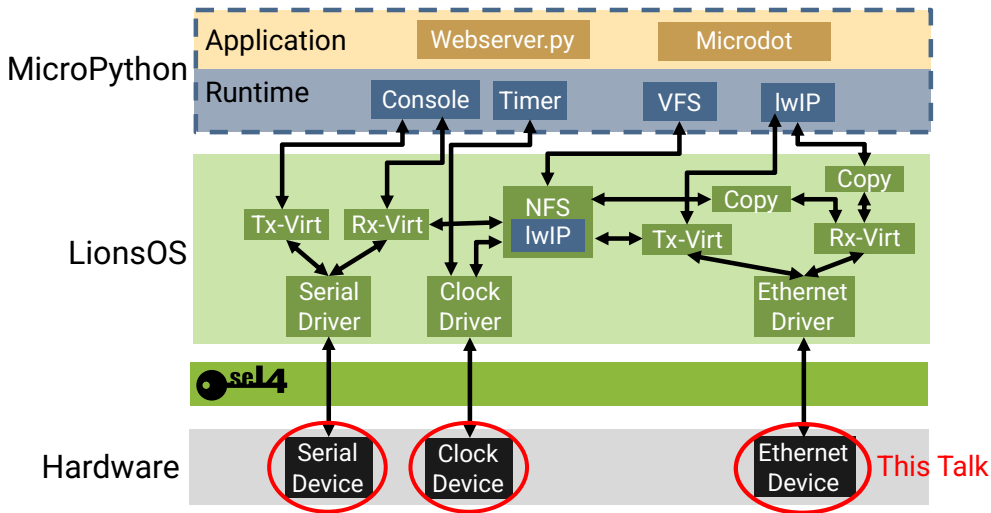 MicroPython
Application
Webserver.py
Microdot
Runtime
Console
Timer
VFS
lwIP
LionsOS
Tx-Virt
Rx-Virt
NFS
lwIP
Copy
Copy
Tx-Virt
Rx-Virt
Serial
Driver
Clock
Driver
Ethernet
Driver
seL4
Hardware
Serial
Device
Clock
Device
Ethernet
Device
This Talk